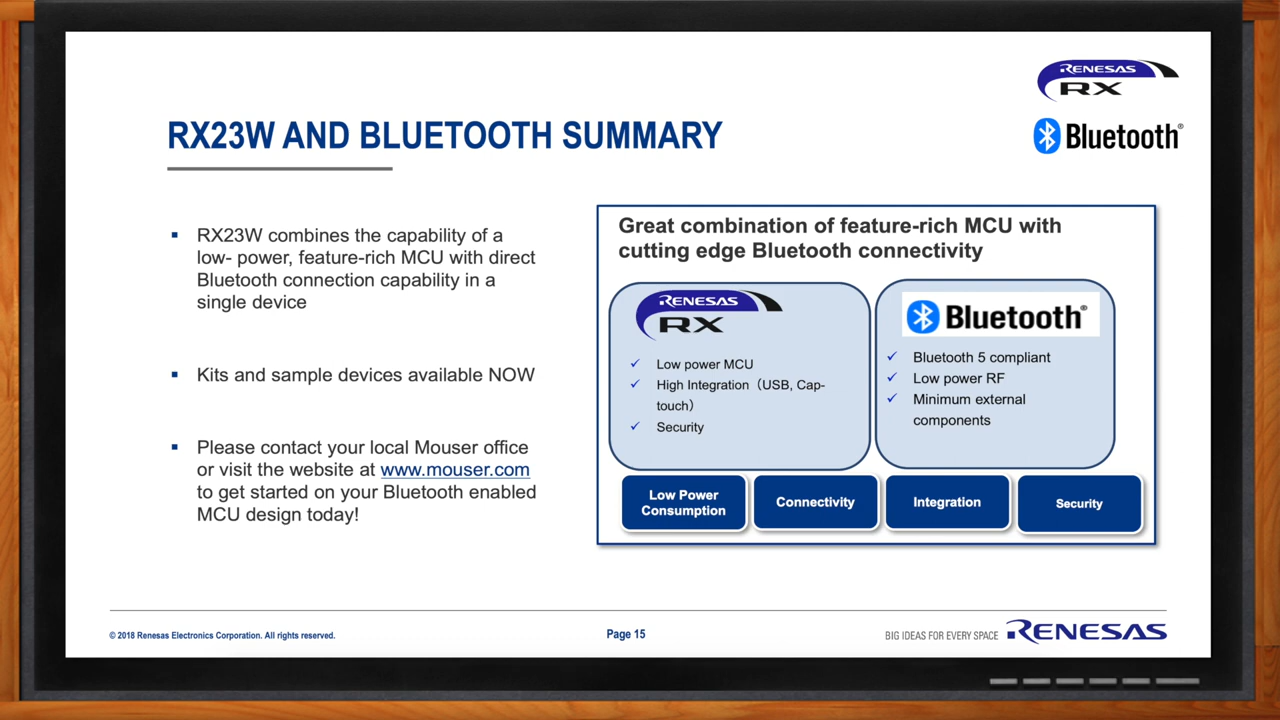 RENESAS
RX
Bluetooth®
RX23W AND BLUETOOTH SUMMARY
▪ RX23W combines the capability of a
low- power, feature-rich MCU with direct
Bluetooth connection capability in a
single device
▪ Kits and sample devices available NOW
▪ Please contact your local Mouser office
or visit the website at www.mouser.com
to get started on your Bluetooth enabled
MCU design today!
Great combination of feature-rich MCU with
cutting edge Bluetooth connectivity
RENESAS
RX
✓ Low power MCU
✓ High Integration（USB, Cap-
touch）
✓ Security
Bluetooth®
✓ Bluetooth 5 compliant
✓ Low power RF
✓ Minimum external
components
Low Power
Consumption
Connectivity
Integration
Security
© 2018 Renesas Electronics Corporation. All rights reserved.
Page 15
BIG IDEAS FOR EVERY SPACE
RENESAS